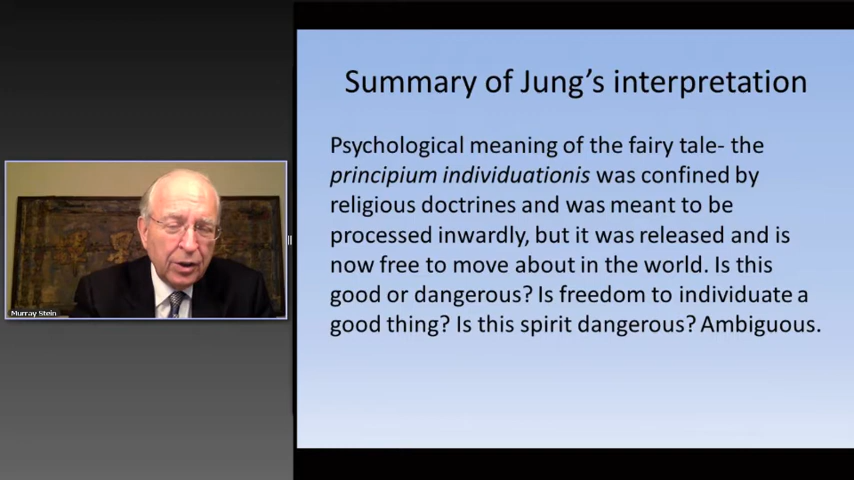 Summary of Jung's interpretation
Psychological meaning of the fairy tale- the
principium individuationis was confined by
religious doctrines and was meant to be
processed inwardly, but it was released and is
now free to move about in the world. Is this
good or dangerous? Is freedom to individuate a
good thing? Is this spirit dangerous? Ambiguous.
Murray Stein